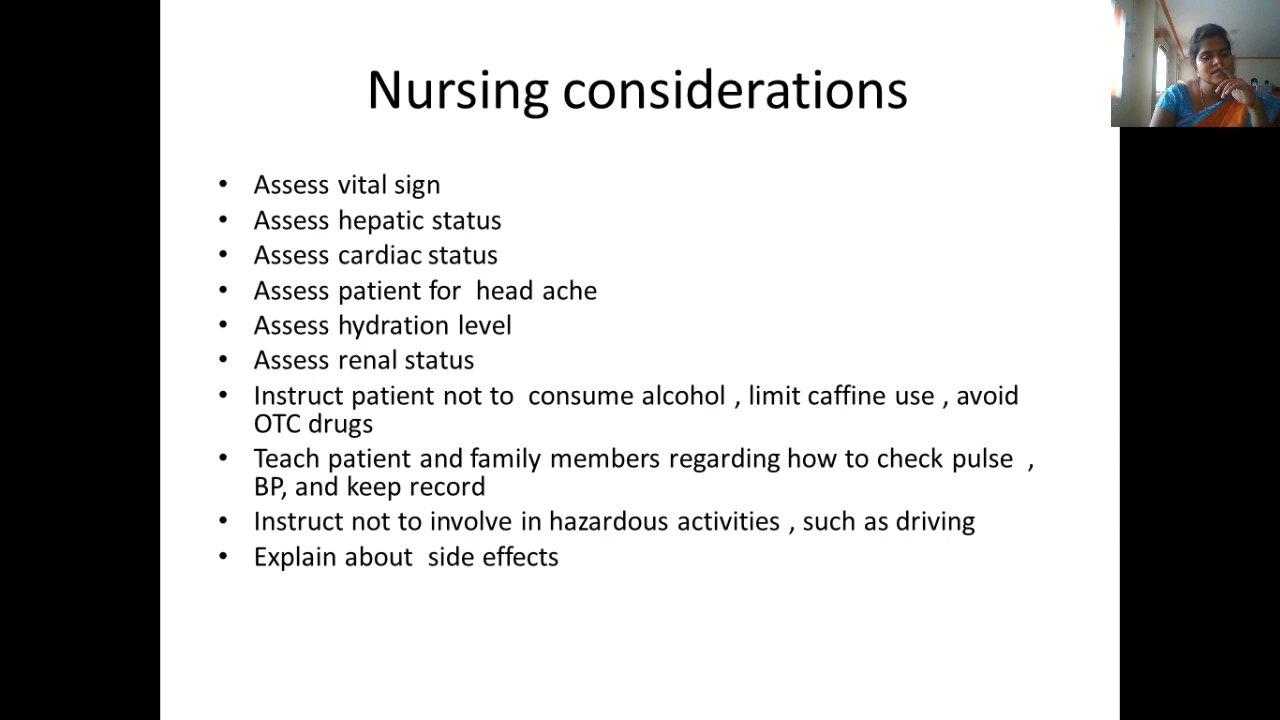 Nursing considerations
• Assess vital sign
• Assess hepatic status
• Assess cardiac status
• Assess patient for  head ache
• Assess hydration level
• Assess renal status
• Instruct patient not to  consume alcohol , limit caffine use , avoid
OTC drugs
• Teach patient and family members regarding how to check pulse  ,
BP, and keep record
• Instruct not to involve in hazardous activities , such as driving
• Explain about  side effects